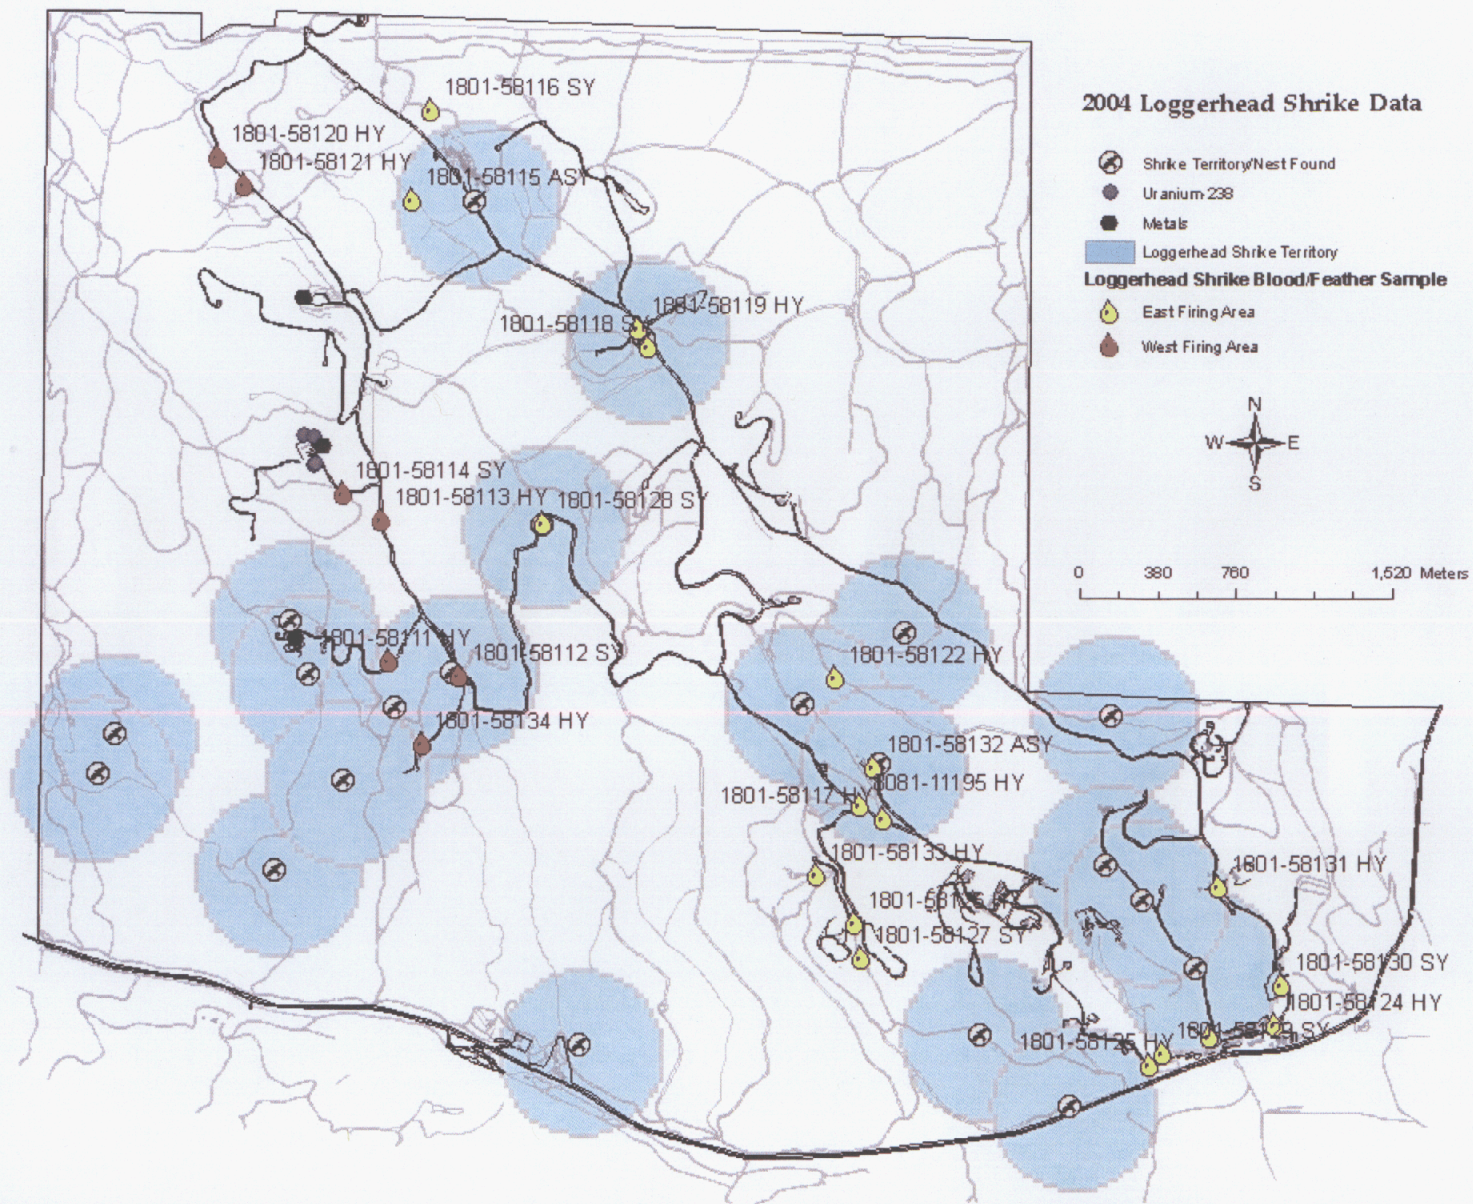 1801-58116 SY
2004 Loggerhead Shrike Data
1801-58120 HY
1801-58121 HY
1801-58115 ASY
Shrike Territory/Nest Found
Uranium-238
Metals
Loggerhead Shrike Territory
Loggerhead Shrike Blood/Feather Sample
East Firing Area
West Firing Area
1801-58119 HY
1801-58118 SY
N
W
E
S
1801-58114 SY
1801-58113 HY
1801-58128 SY
0
380
760
1,520 Meters
1801-58111 HY
1801-58112 SY
1801-58122 HY
1801-58134 HY
1801-58132 ASY
8081-11195 HY
1801-58117 HY
1801-58133 HY
1801-58131 HY
1801-58127 SY
1801-58130 SY
1801-58124 HY
1801-58125 HY